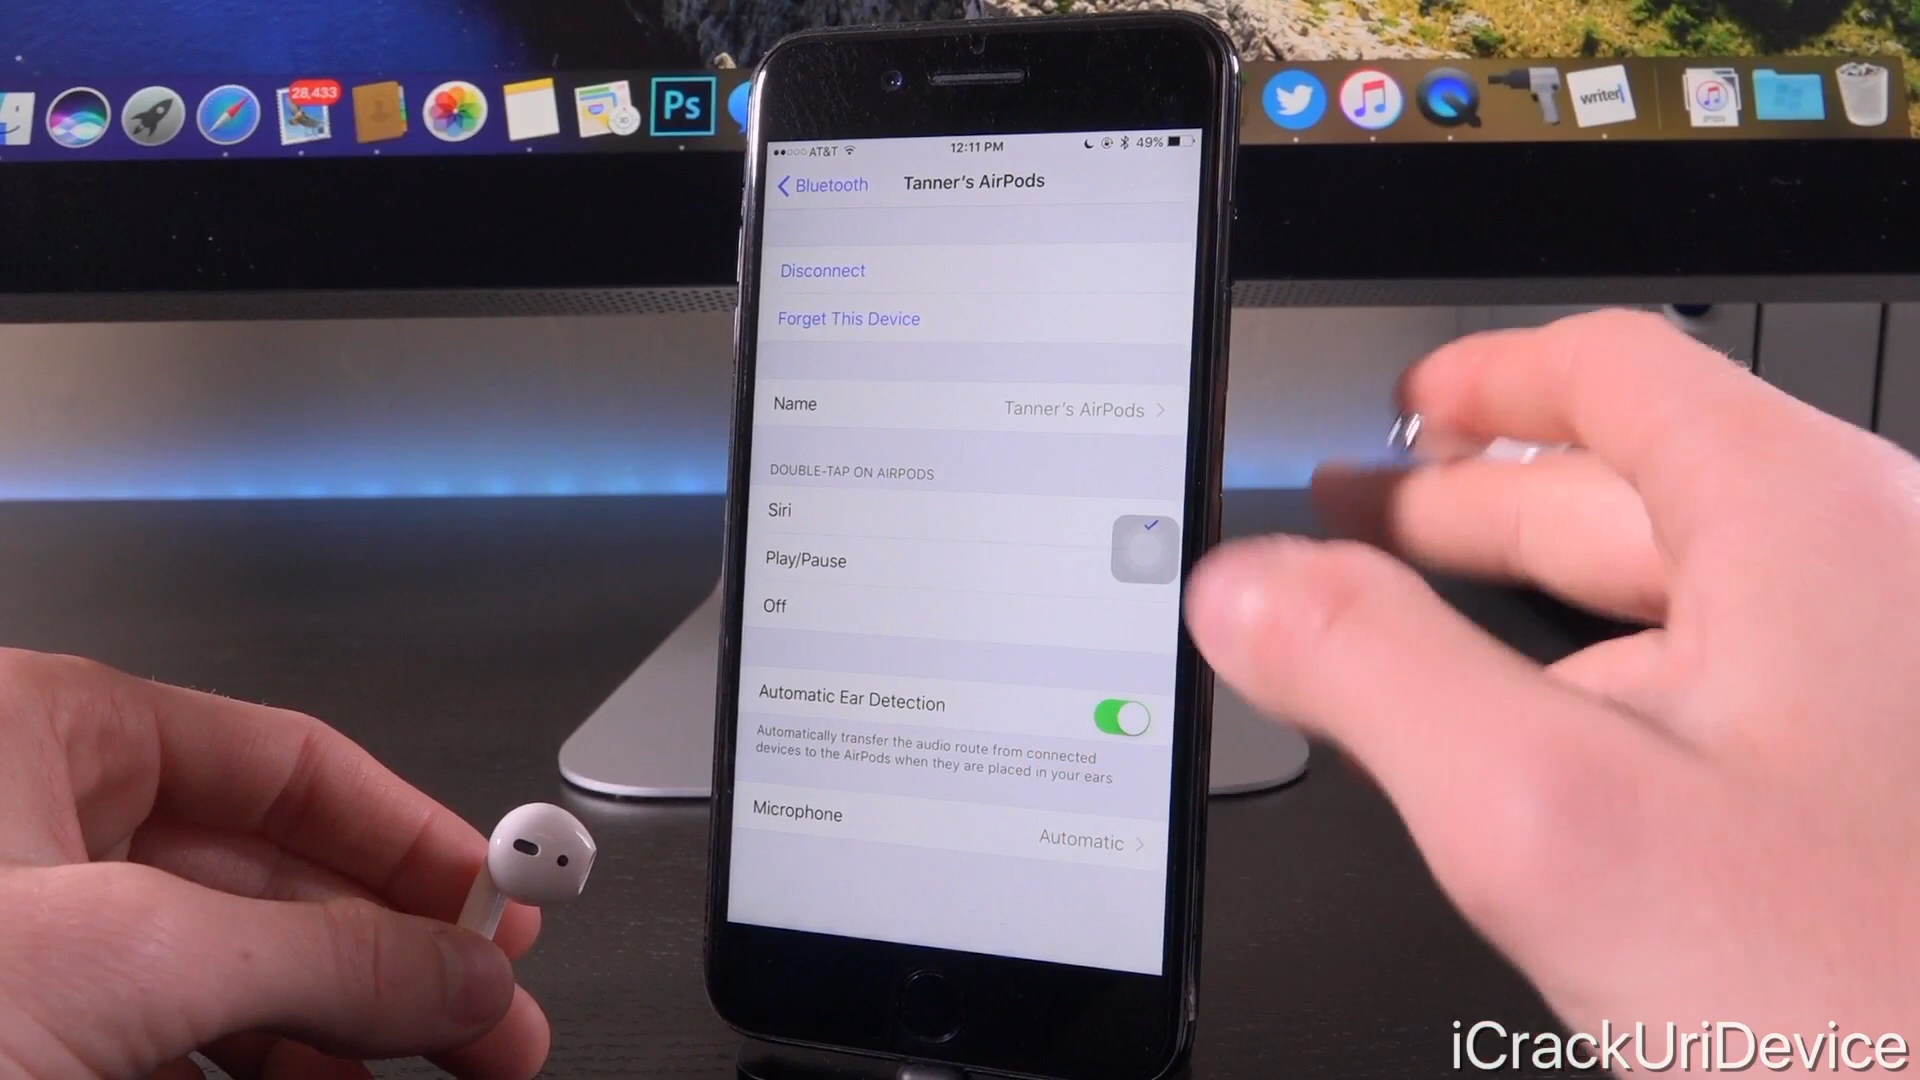 28,433
Ps
writer
AT&T 12:11 PM 49%
Bluetooth Tanner's AirPods
Disconnect
Forget This Device
Name Tanner's AirPods
DOUBLE-TAP ON AIRPODS
Siri
Play/Pause
Off
Automatic Ear Detection
Automatically transfer the audio route from connected
devices to the AirPods when they are placed in your ears
Microphone Automatic
iCrackUriDevice